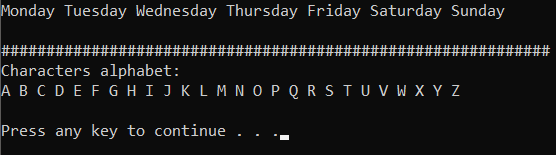 Monday Tuesday Wednesday Thursday Friday Saturday Sunday
#############################################################
Characters alphabet:
A B C D E F G H I J K L M N O P Q R S T U V W X Y Z
Press any key to continue . . .